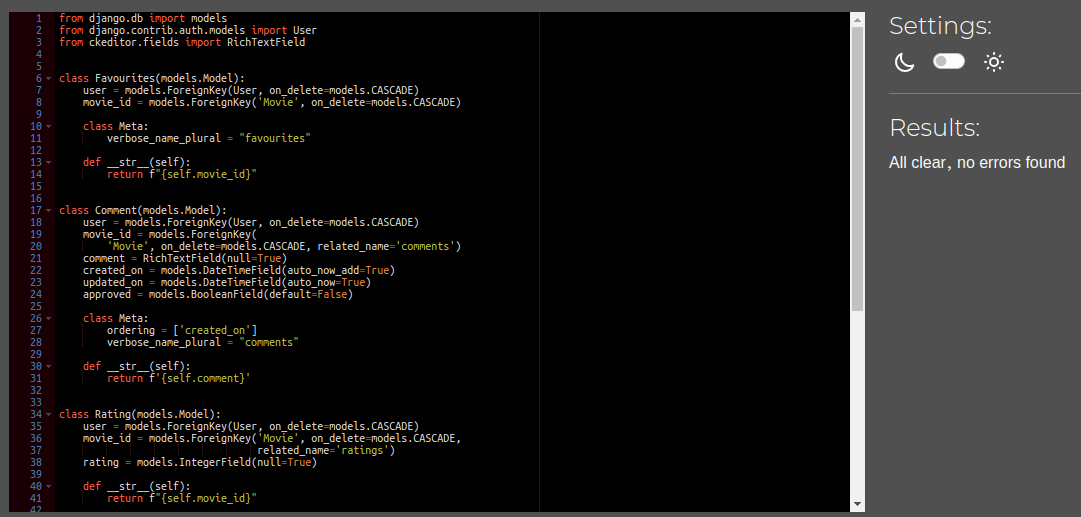 1 from django.db import models
2 from django.contrib.auth.models import User
3 from ckeditor.fields import RichTextField
4
5
6 class Favourites(models.Model):
7     user = models.ForeignKey(User, on_delete=models.CASCADE)
8     movie_id = models.ForeignKey('Movie', on_delete=models.CASCADE)
9
10     class Meta:
11         verbose_name_plural = "favourites"
12
13     def __str__(self):
14         return f"{self.movie_id}"
15
16
17 class Comment(models.Model):
18     user = models.ForeignKey(User, on_delete=models.CASCADE)
19     movie_id = models.ForeignKey(
20         'Movie', on_delete=models.CASCADE, related_name='comments')
21     comment = RichTextField(null=True)
22     created_on = models.DateTimeField(auto_now_add=True)
23     updated_on = models.DateTimeField(auto_now=True)
24     approved = models.BooleanField(default=False)
25
26     class Meta:
27         ordering = ['created_on']
28         verbose_name_plural = "comments"
29
30     def __str__(self):
31         return f'{self.comment}'
32
33
34 class Rating(models.Model):
35     user = models.ForeignKey(User, on_delete=models.CASCADE)
36     movie_id = models.ForeignKey('Movie', on_delete=models.CASCADE,
37                                  related_name='ratings')
38     rating = models.IntegerField(null=True)
39
40     def __str__(self):
41         return f"{self.movie_id}"
42
Settings:
Results:
All clear, no errors found